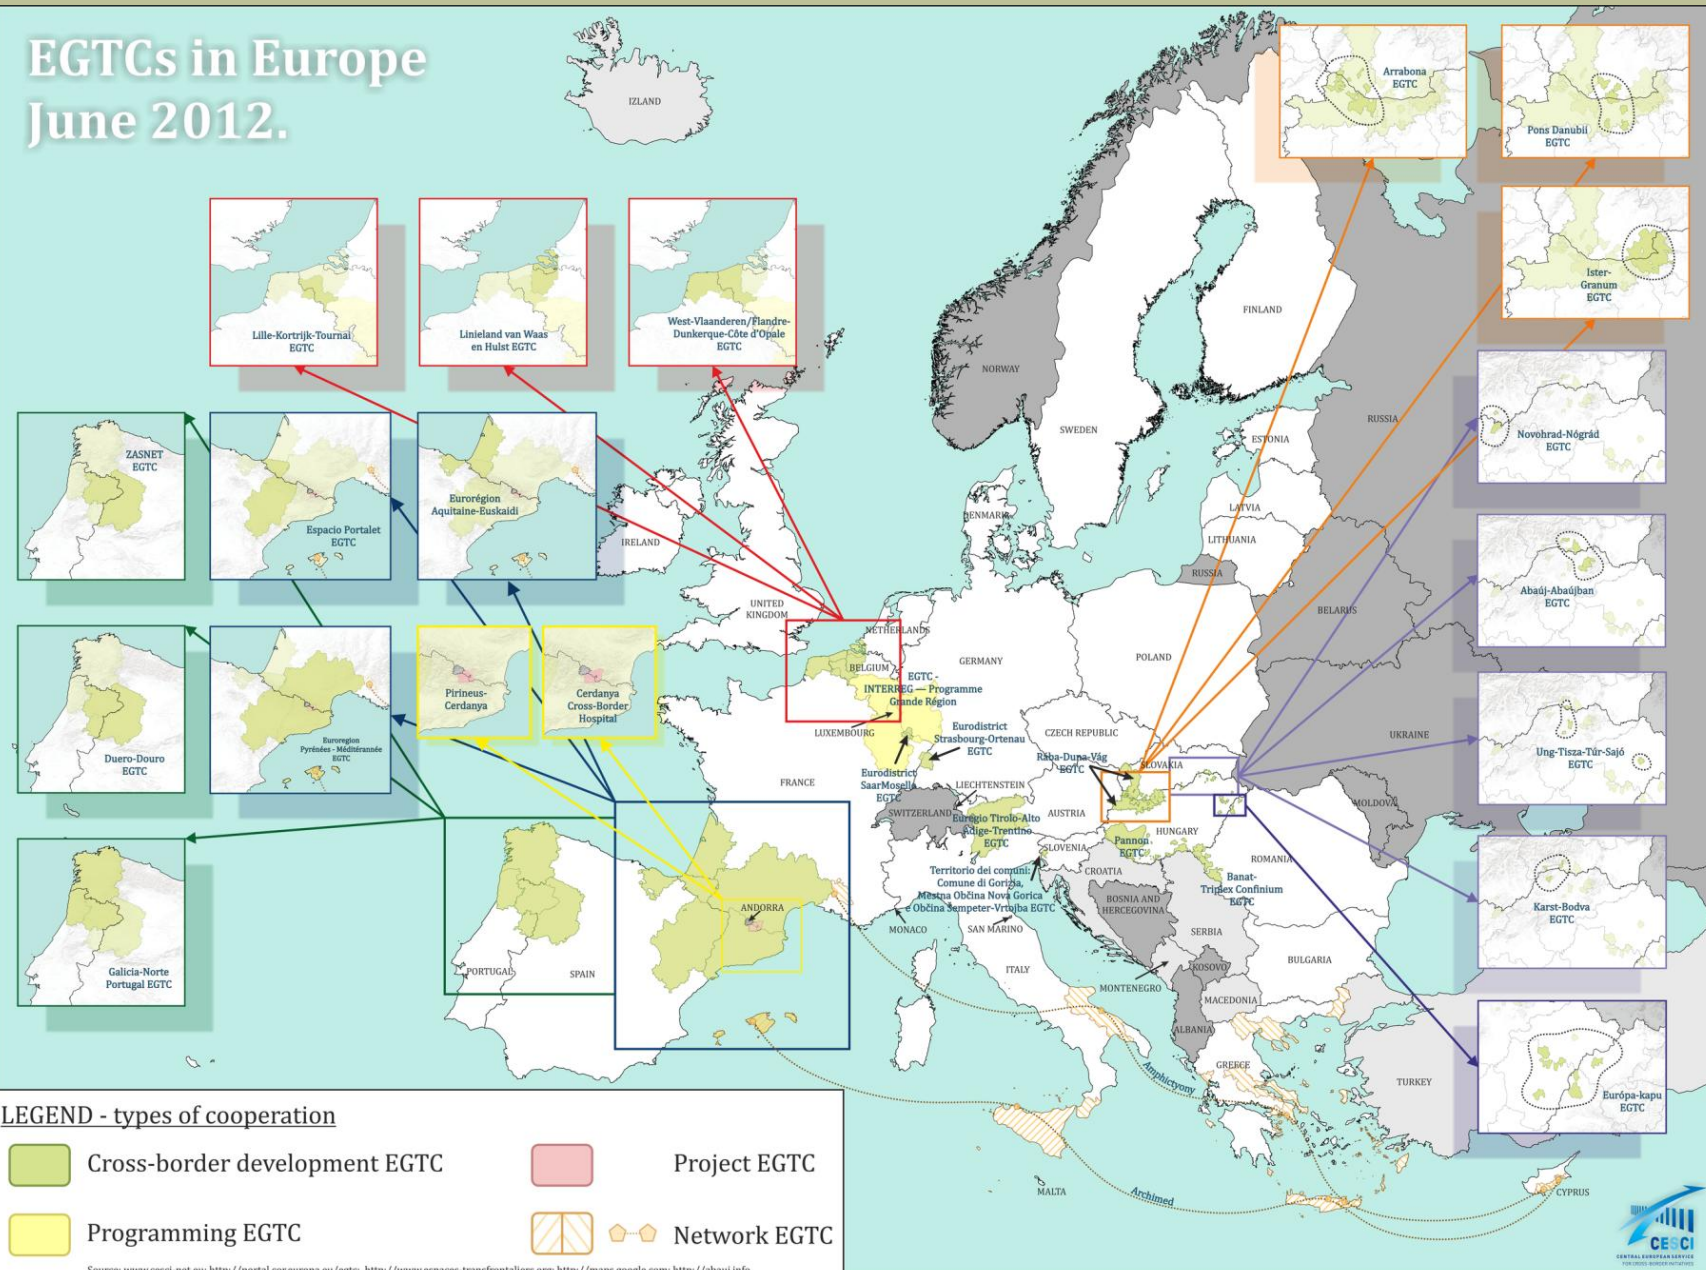 EGTCs in Europe
June 2012.
IZLAND
Arrabona
EGTC
Pons Danubii
EGTC
Ister-
Granum
EGTC
Lille-Kortrijk-Tournai
EGTC
Linieland van Waas
en Hulst EGTC
West-Vlaanderen/Flandre-
Dunkerque-Côte d'Opale
EGTC
FINLAND
NORWAY
SWEDEN
RUSSIA
ESTONIA
LATVIA
LITHUANIA
RUSSIA
BELARUS
DENMARK
IRELAND
UNITED
KINGDOM
NETHERLANDS
BELGIUM
GERMANY
POLAND
Novohrad-Nógrád
EGTC
ZASNET
EGTC
Espacio Portalet
EGTC
Eurorégion
Aquitaine-Euskaidi
Abaúj-Abaújban
EGTC
Duero-Douro
EGTC
Euroregion
Pyrénées - Méditérannée
EGTC
Pirineus-
Cerdanya
Cerdanya
Cross-Border
Hospital
EGTC -
INTERREG — Programme
Grande Région
LUXEMBOURG
Eurodistrict
Strasbourg-Ortenau
EGTC
Eurodistrict
SaarMoselle
EGTC
CZECH REPUBLIC
Rába-Duna-Vág
EGTC
SLOVAKIA
UKRAINE
MOLDOVA
Ung-Tisza-Túr-Sajó
EGTC
FRANCE
LIECHTENSTEIN
SWITZERLAND
AUSTRIA
Euregio Tirolo-Alto
Adige-Trentino
EGTC
HUNGARY
Pannon
EGTC
SLOVENIA
CROATIA
ROMANIA
Territorio dei comuni:
Comune di Gorizia,
Mestna Občina Nova Gorica
e Občina Šempeter-Vrtojba EGTC
Banat-
Triplex Confinium
EGTC
Karst-Bodva
EGTC
BOSNIA AND
HERCEGOVINA
SERBIA
MONACO
SAN MARINO
ITALY
KOSOVO
MONTENEGRO
MACEDONIA
ALBANIA
BULGARIA
GREECE
TURKEY
Galicia-Norte
Portugal EGTC
PORTUGAL
SPAIN
ANDORRA
Európa-kapu
EGTC
Amphictyony
Archimed
MALTA
CYPRUS
LEGEND - types of cooperation
Cross-border development EGTC
Project EGTC
Programming EGTC
Network EGTC
CESCI
CENTRAL EUROPEAN SERVICE
FOR CROSS-BORDER INITIATIVES